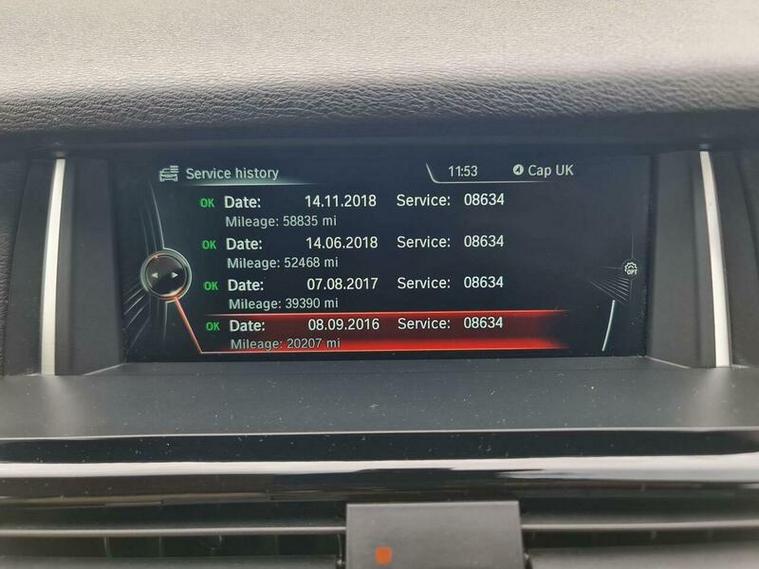 Service history 11:53 Cap UK
OK Date: 14.11.2018 Service: 08634
Mileage: 58835 mi
OK Date: 14.06.2018 Service: 08634
Mileage: 52468 mi
OK Date: 07.08.2017 Service: 08634
Mileage: 39390 mi
OK Date: 08.09.2016 Service: 08634
Mileage: 20207 mi
OPT